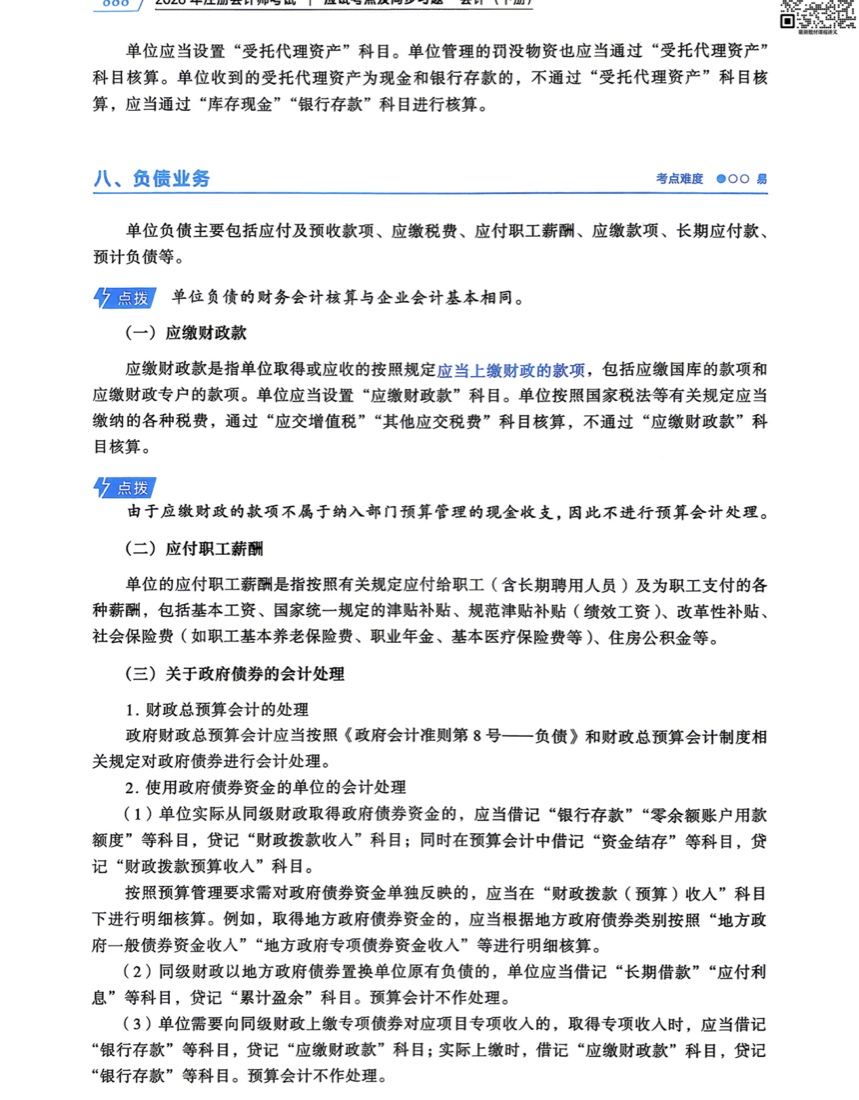 888 2026年注册会计师考试 | 应试考点及同步习题 会计（下册）
单位应当设置“受托代理资产”科目。单位管理的罚没物资也应当通过“受托代理资产”
科目核算。单位收到的受托代理资产为现金和银行存款的，不通过“受托代理资产”科目核
算，应当通过“库存现金”“银行存款”科目进行核算。
八、负债业务
考点难度 易
单位负债主要包括应付及预收款项、应缴税费、应付职工薪酬、应缴款项、长期应付款、
预计负债等。
点拨 单位负债的财务会计核算与企业会计基本相同。
（一）应缴财政款
应缴财政款是指单位取得或应收的按照规定应当上缴财政的款项，包括应缴国库的款项和
应缴财政专户的款项。单位应当设置“应缴财政款”科目。单位按照国家税法等有关规定应当
缴纳的各种税费，通过“应交增值税”“其他应交税费”科目核算，不通过“应缴财政款”科
目核算。
点拨
由于应缴财政的款项不属于纳入部门预算管理的现金收支，因此不进行预算会计处理。
（二）应付职工薪酬
单位的应付职工薪酬是指按照有关规定应付给职工（含长期聘用人员）及为职工支付的各
种薪酬，包括基本工资、国家统一规定的津贴补贴、规范津贴补贴（绩效工资）、改革性补贴、
社会保险费（如职工基本养老保险费、职业年金、基本医疗保险费等）、住房公积金等。
（三）关于政府债券的会计处理
1. 财政总预算会计的处理
政府财政总预算会计应当按照《政府会计准则第 8 号——负债》和财政总预算会计制度相
关规定对政府债券进行会计处理。
2. 使用政府债券资金的单位的会计处理
（1）单位实际从同级财政取得政府债券资金的，应当借记“银行存款”“零余额账户用款
额度”等科目，贷记“财政拨款收入”科目；同时在预算会计中借记“资金结存”等科目，贷
记“财政拨款预算收入”科目。
按照预算管理要求需对政府债券资金单独反映的，应当在“财政拨款（预算）收入”科目
下进行明细核算。例如，取得地方政府债券资金的，应当根据地方政府债券类别按照“地方政
府一般债券资金收入”“地方政府专项债券资金收入”等进行明细核算。
（2）同级财政以地方政府债券置换单位原有负债的，单位应当借记“长期借款”“应付利
息”等科目，贷记“累计盈余”科目。预算会计不作处理。
（3）单位需要向同级财政上缴专项债券对应项目专项收入的，取得专项收入时，应当借记
“银行存款”等科目，贷记“应缴财政款”科目；实际上缴时，借记“应缴财政款”科目，贷记
“银行存款”等科目。预算会计不作处理。